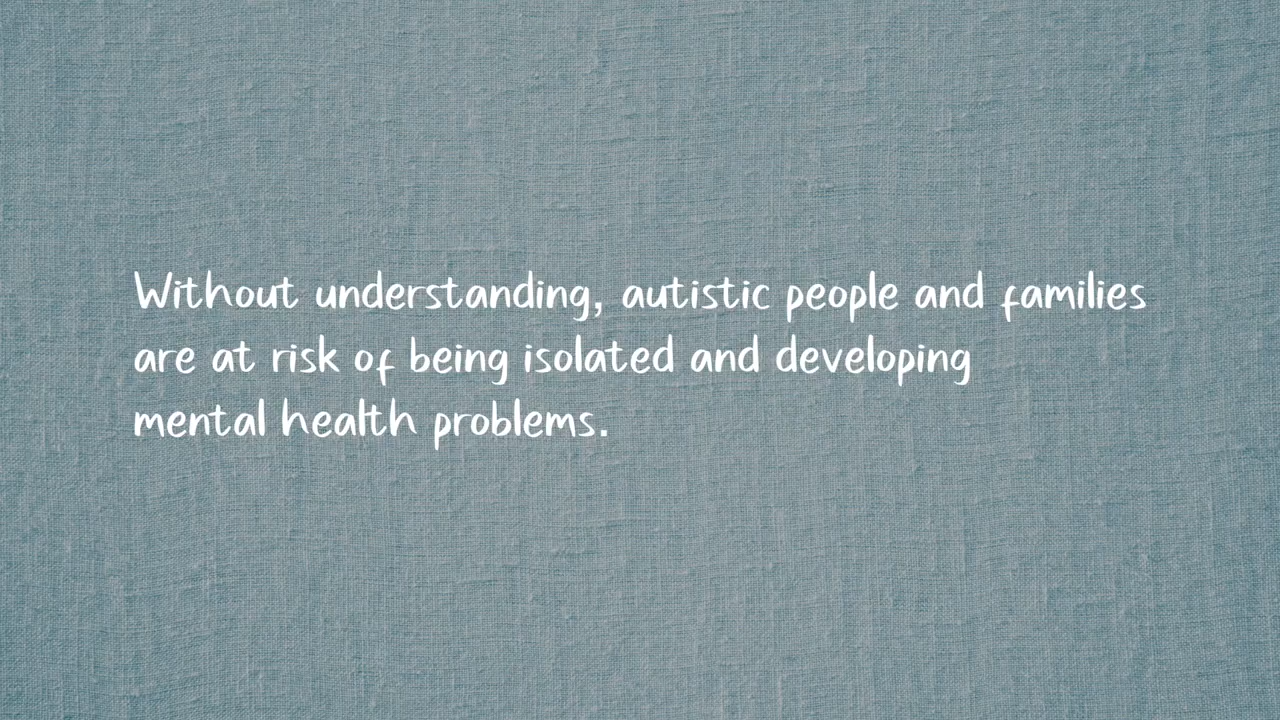 Without understanding, autistic people and families
are at risk of being isolated and developing
mental health problems.